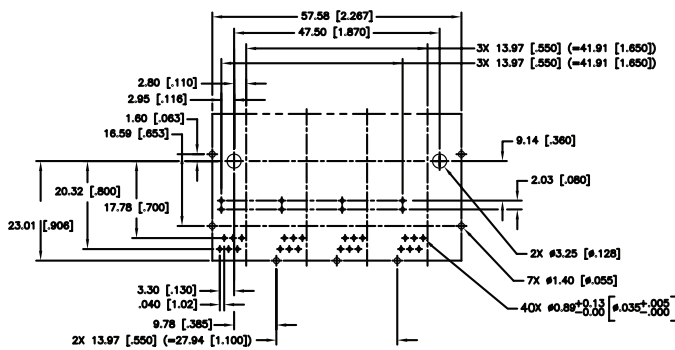 57.58 [2.267]
47.50 [1.870]
3X 13.97 [.550] (=41.91 [1.650])
3X 13.97 [.550] (=41.91 [1.650])
2.80 [.110]
2.95 [.116]
1.60 [.063]
16.59 [.653]
9.14 [.360]
2.03 [.080]
20.32 [.800]
17.78 [.700]
23.01 [.906]
2X ø3.25 [ø.128]
7X ø1.40 [ø.055]
3.30 [.130]
.040 [1.02]
40X ø0.89+0.13 -0.00 [ø.035+.005 -.000]
9.78 [.385]
2X 13.97 [.550] (=27.94 [1.100])